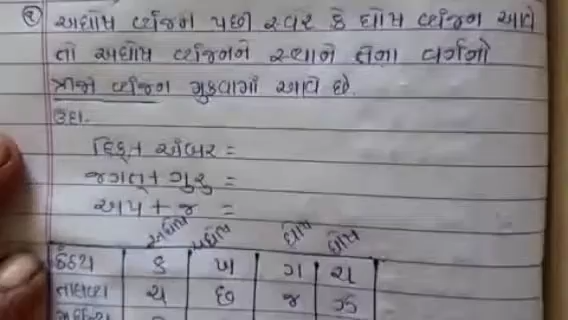 ② અઘોષ વ્યંજન પછી સ્વર કે ઘોષ વ્યંજન આવે
તો અઘોષ વ્યંજનને સ્થાને તેના વર્ગનો
ત્રીજો વ્યંજન મુકવામાં આવે છે.
ઉદા.
દિક્ + અંબર =
જગત્ + ગુરુ =
અપ + જ =
અઘોષ અઘોષ ઘોષ ઘોષ
કંઠ્ય ક ખ ગ ઘ
તાલવ્ય ચ છ જ ઝ